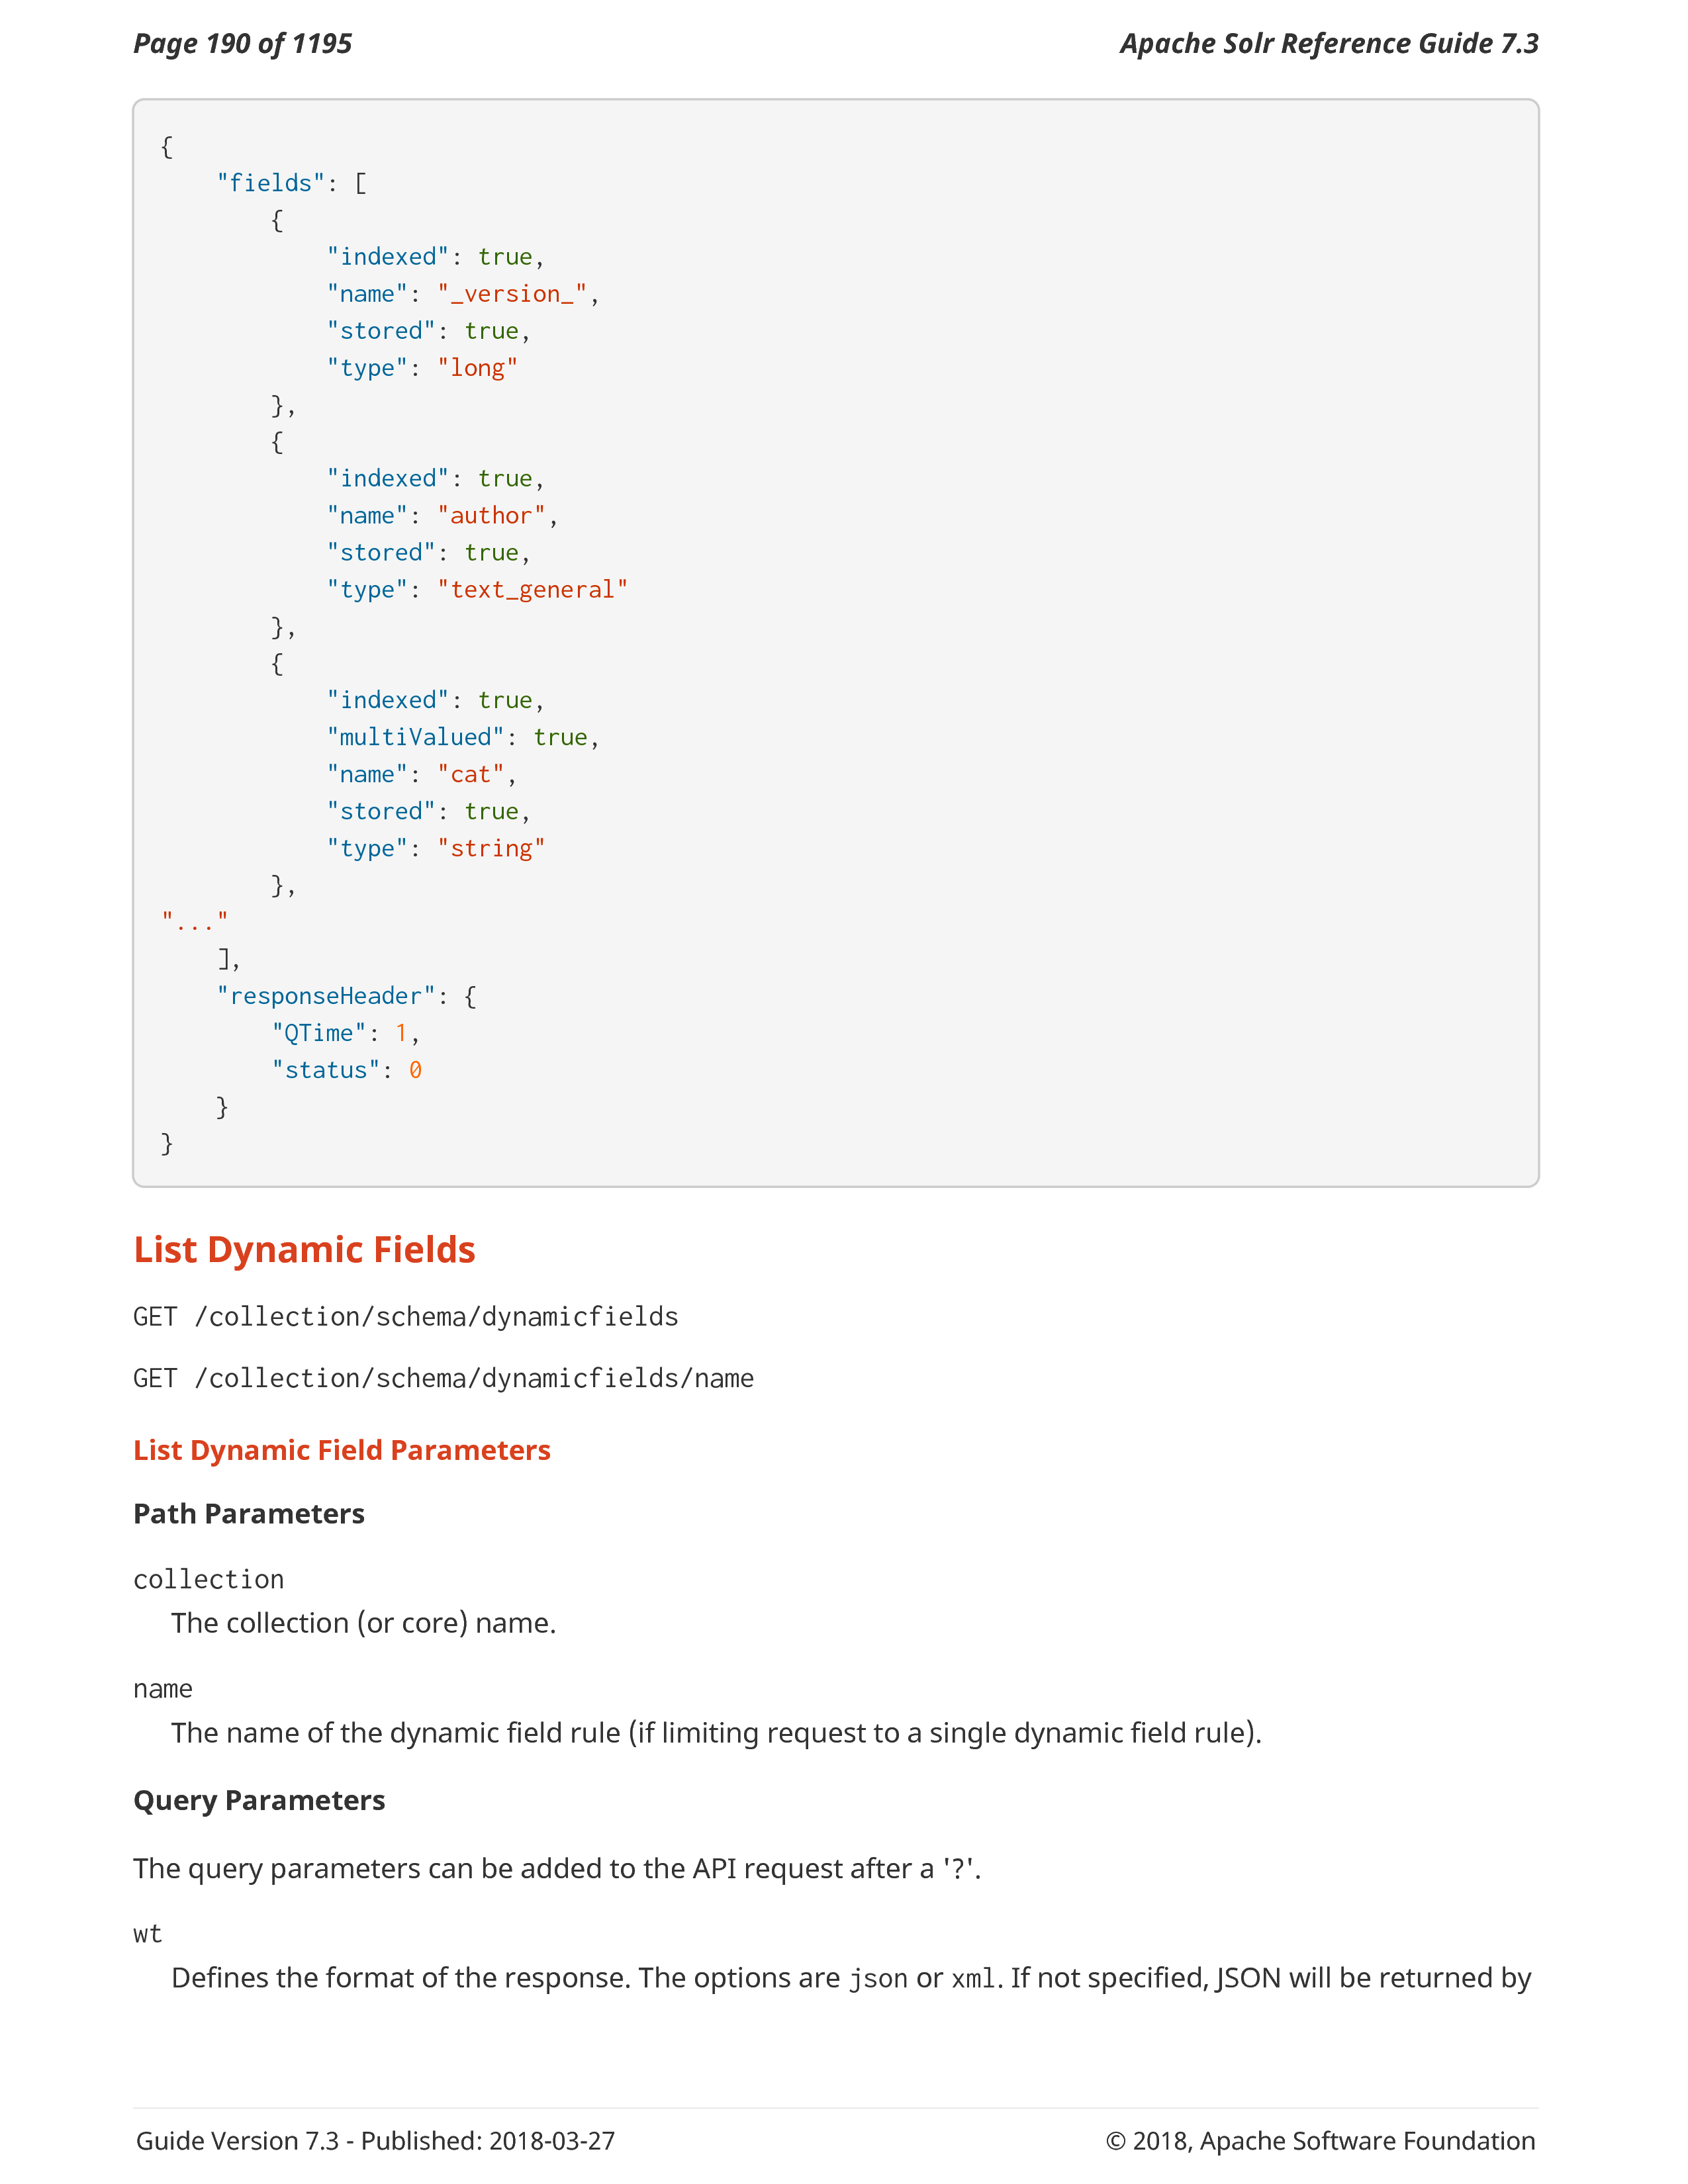 Page 190 of 1195
Apache Solr Reference Guide 7.3
{
    "fields": [
        {
            "indexed": true,
            "name": "_version_",
            "stored": true,
            "type": "long"
        },
        {
            "indexed": true,
            "name": "author",
            "stored": true,
            "type": "text_general"
        },
        {
            "indexed": true,
            "multiValued": true,
            "name": "cat",
            "stored": true,
            "type": "string"
        },
"..."
    ],
    "responseHeader": {
        "QTime": 1,
        "status": 0
    }
}
List Dynamic Fields
GET /collection/schema/dynamicfields
GET /collection/schema/dynamicfields/name
List Dynamic Field Parameters
Path Parameters
collection
The collection (or core) name.
name
The name of the dynamic field rule (if limiting request to a single dynamic field rule).
Query Parameters
The query parameters can be added to the API request after a '?'.
wt
Defines the format of the response. The options are json or xml. If not specified, JSON will be returned by
Guide Version 7.3 - Published: 2018-03-27
© 2018, Apache Software Foundation